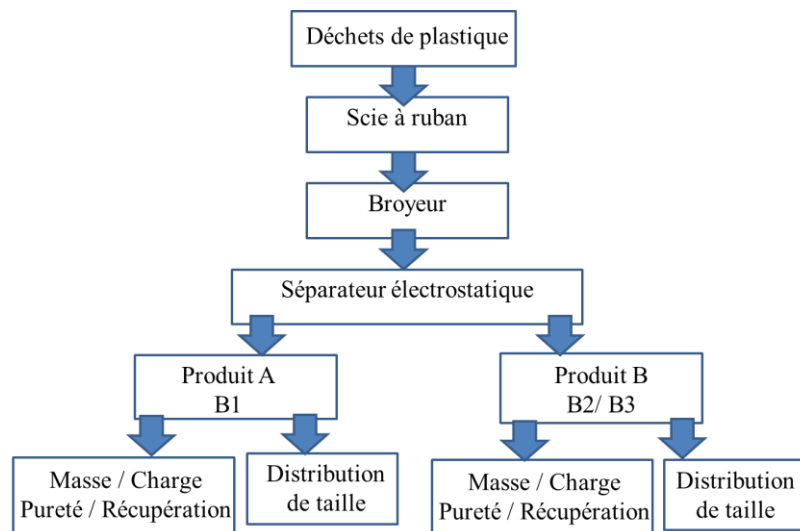 Déchets de plastique
Scie à ruban
Broyeur
Séparateur électrostatique
Produit A
B1
Produit B
B2/ B3
Masse / Charge
Pureté / Récupération
Distribution
de taille
Masse / Charge
Pureté / Récupération
Distribution
de taille